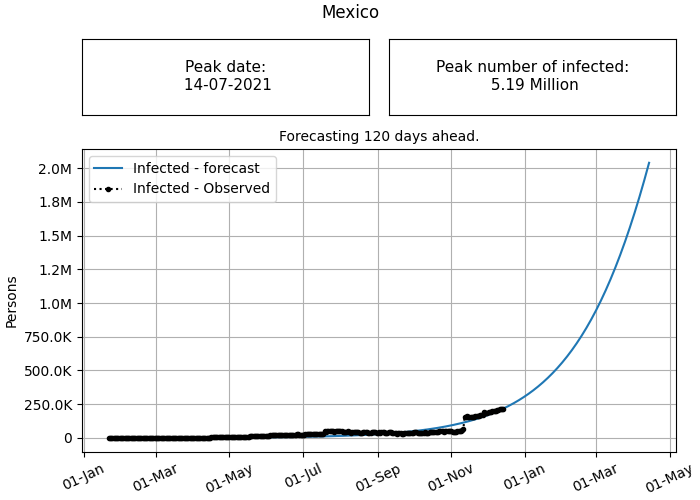 Mexico
Peak date:
14-07-2021
Peak number of infected:
5.19 Million
Forecasting 120 days ahead.
Infected - forecast
Infected - Observed
Persons
2.0M
1.8M
1.5M
1.2M
1.0M
750.0K
500.0K
250.0K
0
01-Jan
01-Mar
01-May
01-Jul
01-Sep
01-Nov
01-Jan
01-Mar
01-May